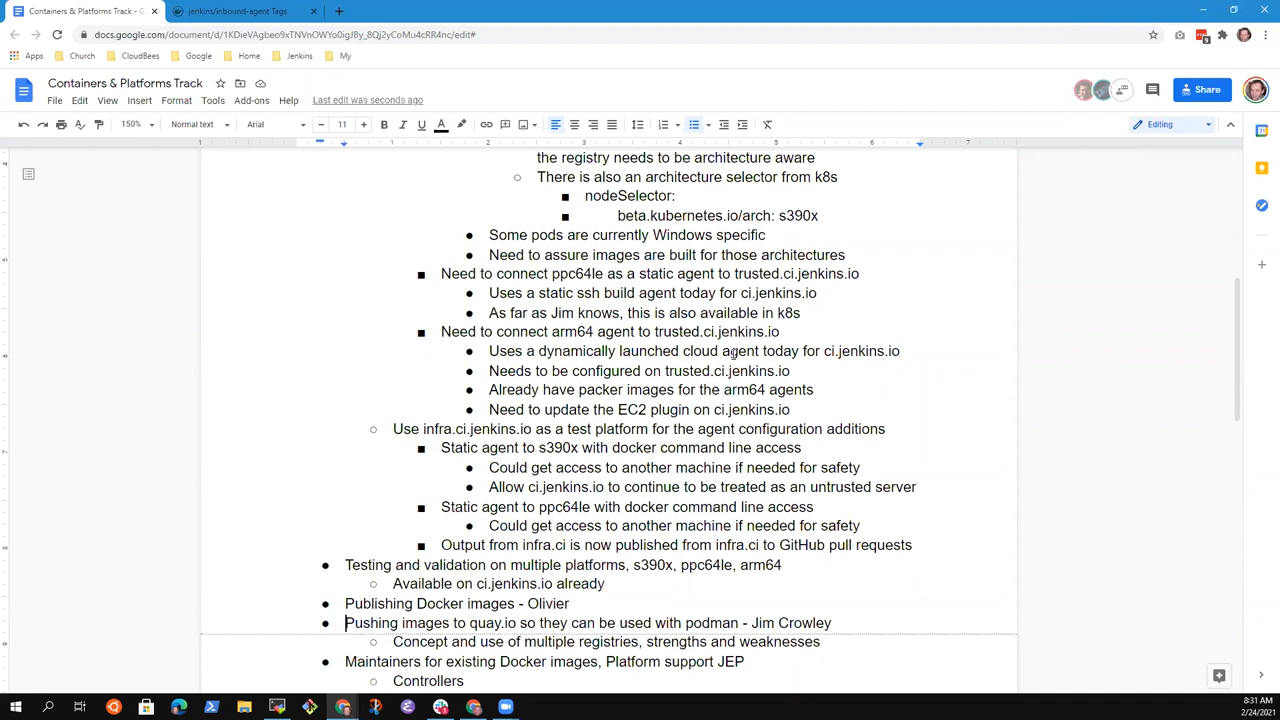 Containers & Platforms Track - G
jenkins/inbound-agent Tags
docs.google.com/document/d/1KDieVAgbeo9xTNVnOWYo0igJBy_8Qj2yCoMu4cRR4nc/edit#
9
Apps
Church
CloudBees
Google
Home
Jenkins
My
Containers & Platforms Track
File
Edit
View
Insert
Format
Tools
Add-ons
Help
Last edit was seconds ago
Share
150%
Normal text
Arial
11
Editing
1
1
2
3
4
5
6
7
the registry needs to be architecture aware
There is also an architecture selector from k8s
nodeSelector:
beta.kubernetes.io/arch: s390x
Some pods are currently Windows specific
Need to assure images are built for those architectures
Need to connect ppc64le as a static agent to trusted.ci.jenkins.io
Uses a static ssh build agent today for ci.jenkins.io
As far as Jim knows, this is also available in k8s
Need to connect arm64 agent to trusted.ci.jenkins.io
Uses a dynamically launched cloud agent today for ci.jenkins.io
Needs to be configured on trusted.ci.jenkins.io
Already have packer images for the arm64 agents
Need to update the EC2 plugin on ci.jenkins.io
Use infra.ci.jenkins.io as a test platform for the agent configuration additions
Static agent to s390x with docker command line access
Could get access to another machine if needed for safety
Allow ci.jenkins.io to continue to be treated as an untrusted server
Static agent to ppc64le with docker command line access
Could get access to another machine if needed for safety
Output from infra.ci is now published from infra.ci to GitHub pull requests
Testing and validation on multiple platforms, s390x, ppc64le, arm64
Available on ci.jenkins.io already
Publishing Docker images - Olivier
Pushing images to quay.io so they can be used with podman - Jim Crowley
Concept and use of multiple registries, strengths and weaknesses
Maintainers for existing Docker images, Platform support JEP
Controllers
8:31 AM
2/24/2021